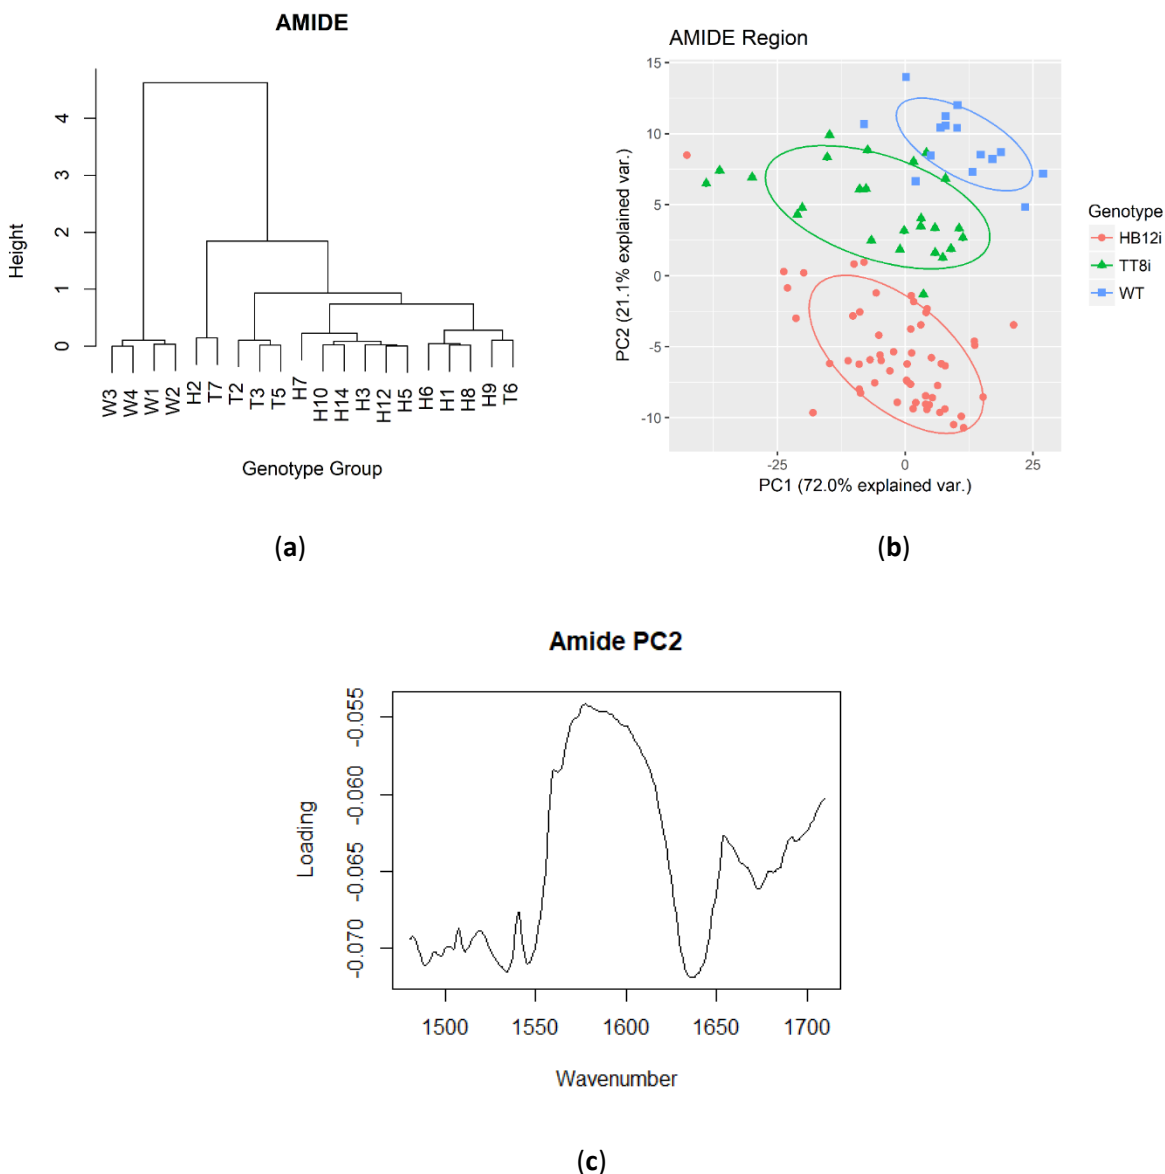 AMIDE
Height
0
1
2
3
4
W3 W4 W1 W2 H2 T7 T2 T3 T5 H7 H10 H14 H3 H12 H5 H6 H1 H8 H9 T6
Genotype Group
(a)
AMIDE Region
PC2 (21.1% explained var.)
15
10
5
0
-5
-10
-25 0 25
PC1 (72.0% explained var.)
Genotype
HB12i
TT8i
WT
(b)
Amide PC2
Loading
-0.070 -0.065 -0.060 -0.055
1500 1550 1600 1650 1700
Wavenumber
(c)